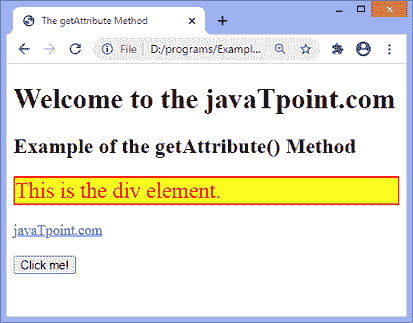 The getAttribute Method
File | D:/programs/Exampl...
Welcome to the javaTpoint.com
Example of the getAttribute() Method
This is the div element.
javaTpoint.com
Click me!